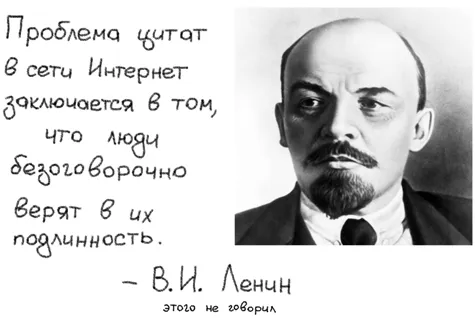 Проблема цитат
в сети Интернет
заключается в том,
что люди
безоговорочно
верят в их
подлинность.
– В.И. Ленин
этого не говорил